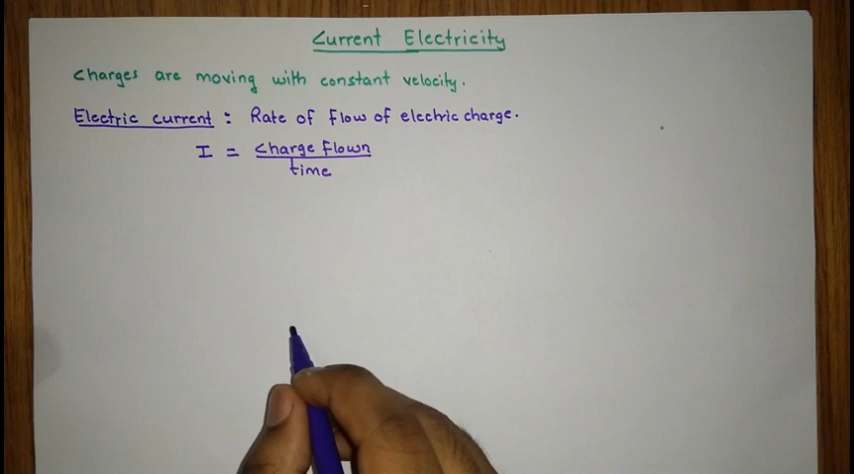 Current Electricity
Charges are moving with constant velocity.
Electric current : Rate of Flow of electric charge.
I = Charge Flown
time